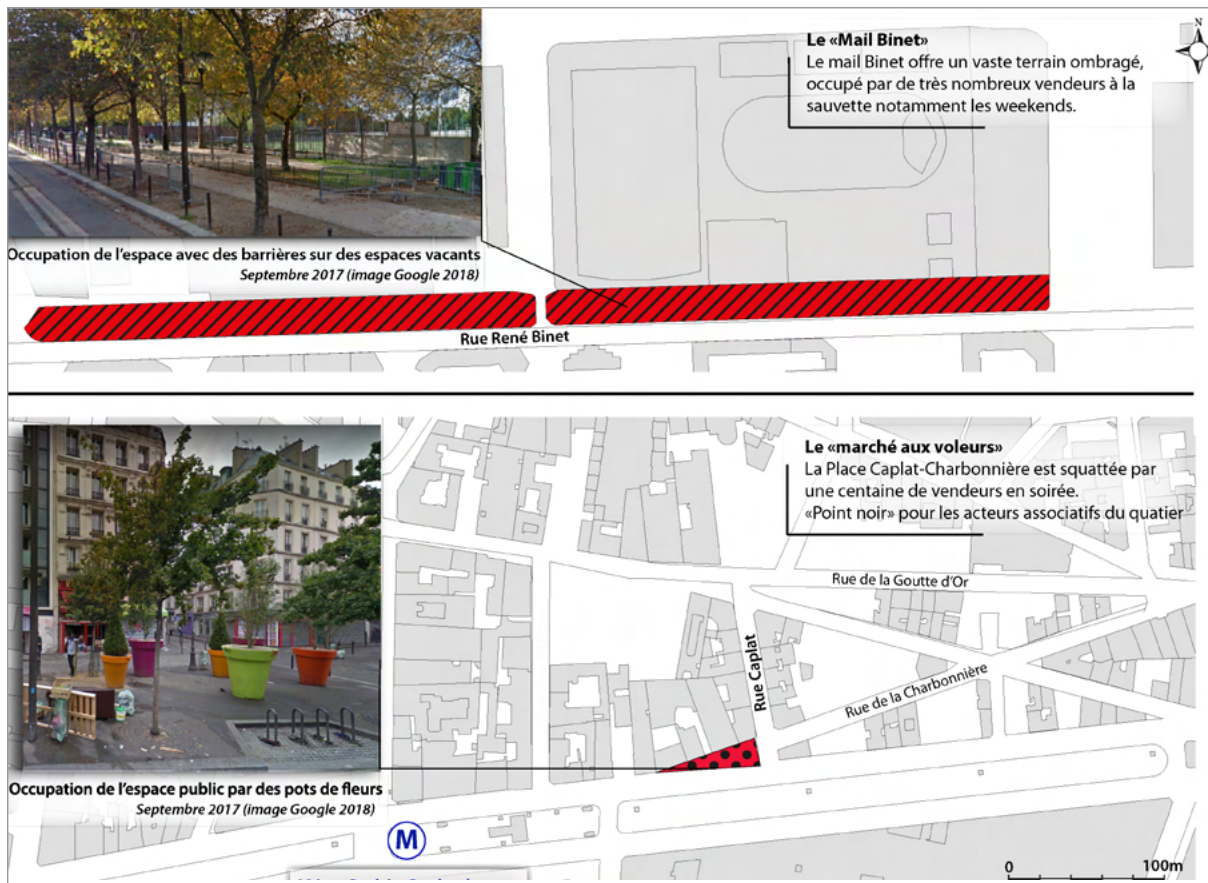 Le «Mail Binet»
Le mail Binet offre un vaste terrain ombragé,
occupé par de très nombreux vendeurs à la
sauvette notamment les weekends.
N
Occupation de l'espace avec des barrières sur des espaces vacants
Septembre 2017 (image Google 2018)
Rue René Binet
Le «marché aux voleurs»
La Place Caplat-Charbonnière est squattée par
une centaine de vendeurs en soirée.
«Point noir» pour les acteurs associatifs du quatier
Rue de la Goutte d'Or
Rue Caplat
Rue de la Charbonnière
Occupation de l'espace public par des pots de fleurs
Septembre 2017 (image Google 2018)
M
0 100m